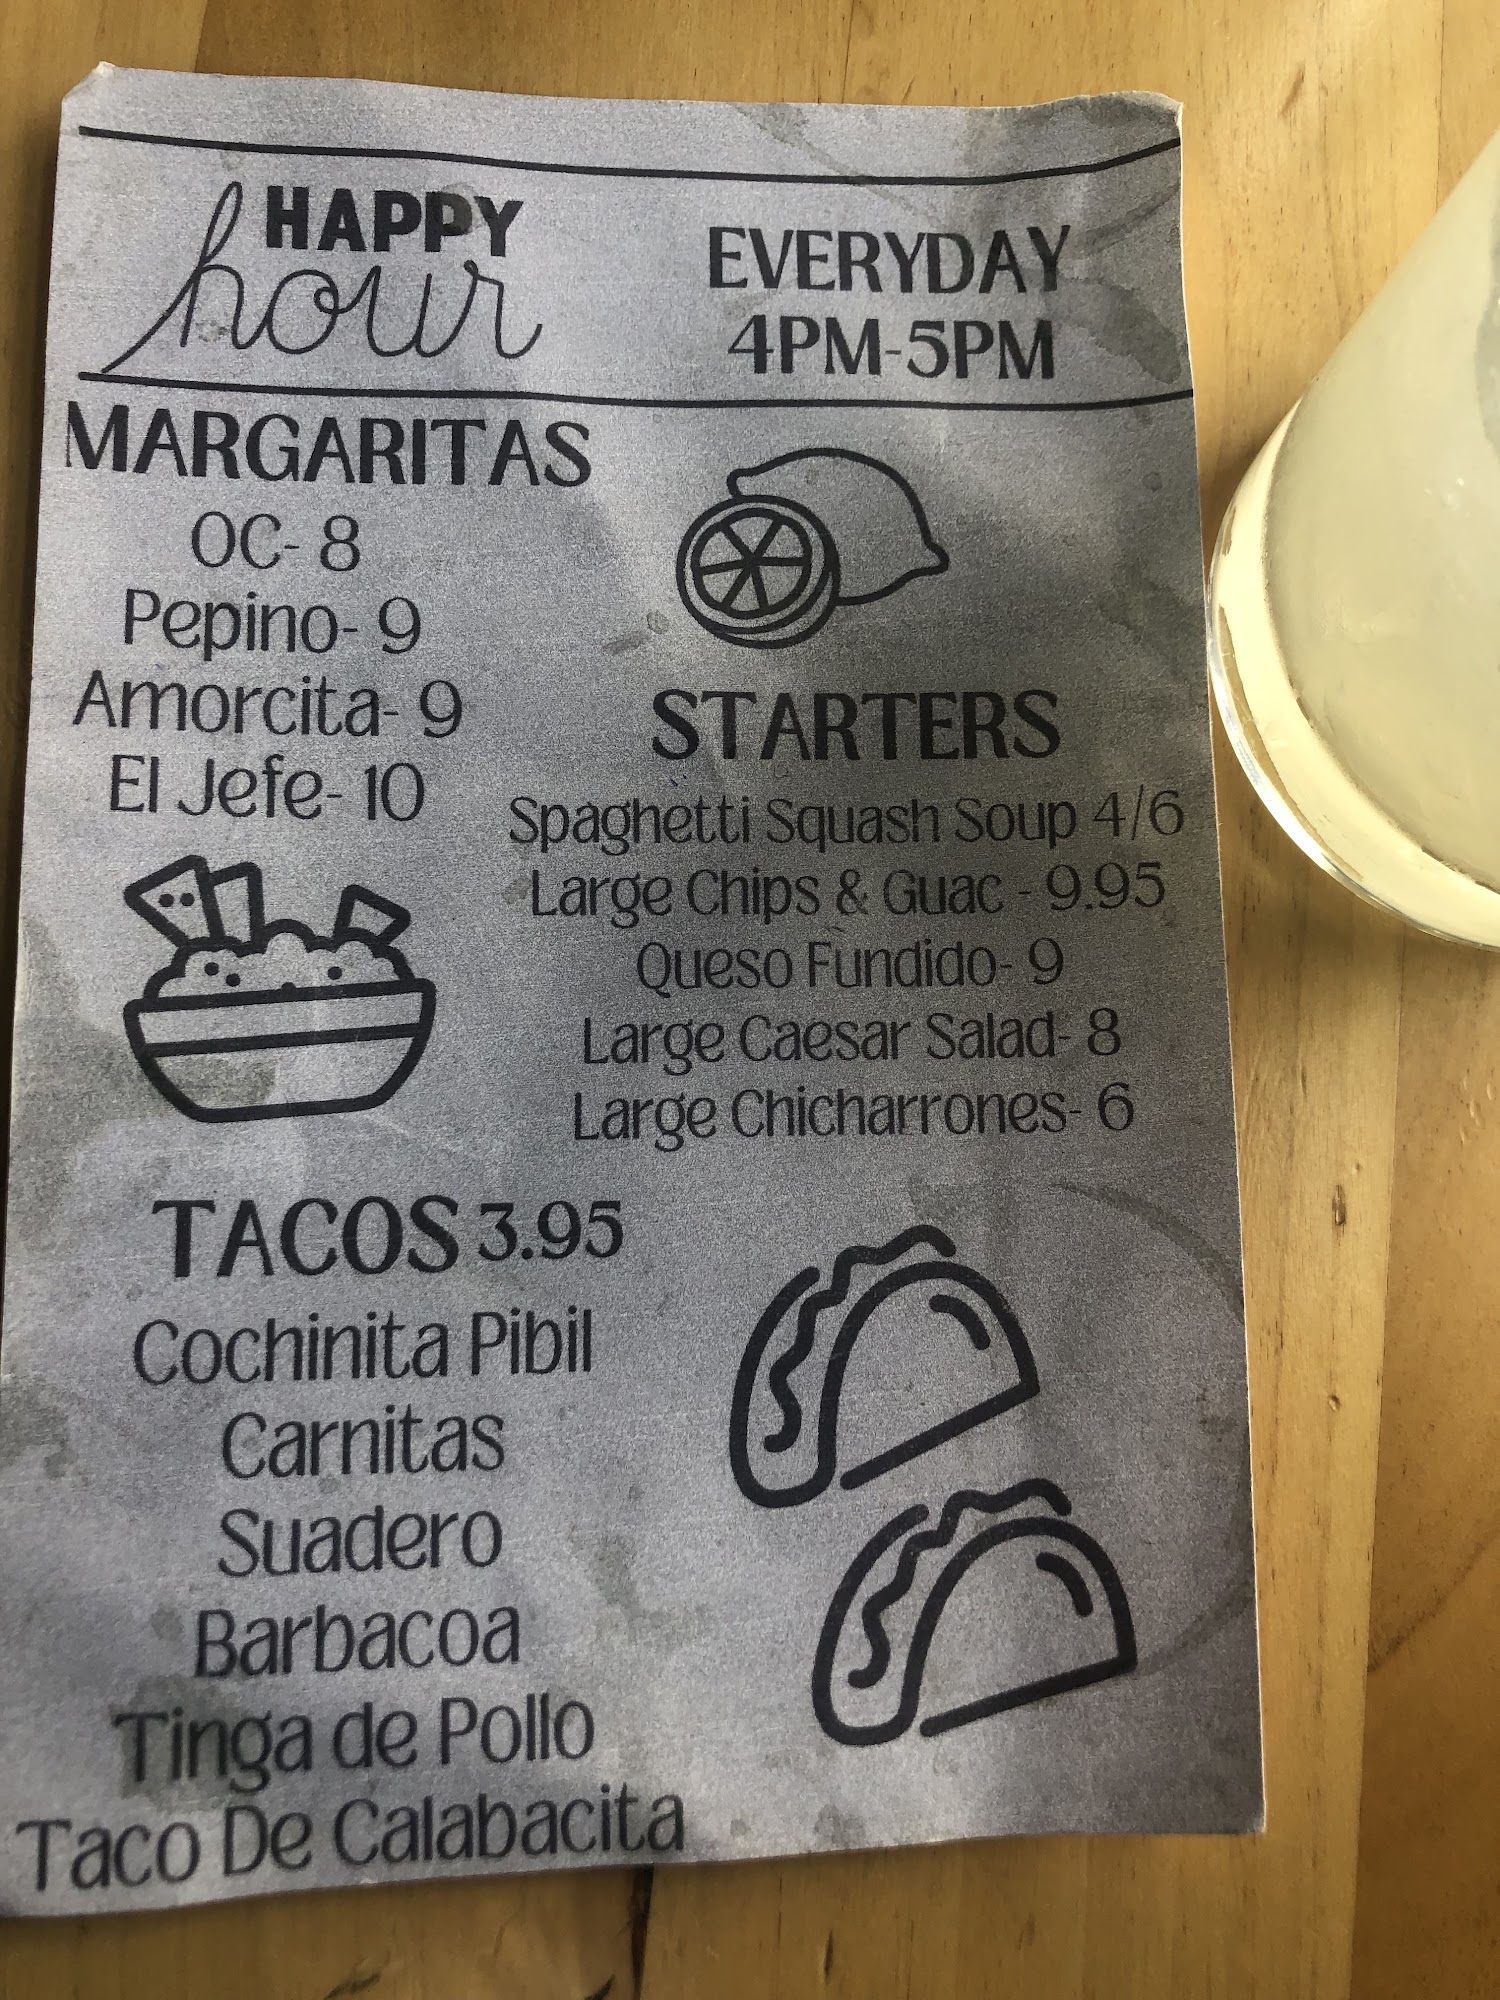 HAPPY
hour
EVERYDAY
4PM-5PM
MARGARITAS
OC- 8
Pepino- 9
Amorcita- 9
El Jefe- 10
STARTERS
Spaghetti Squash Soup 4/6
Large Chips & Guac - 9.95
Queso Fundido- 9
Large Caesar Salad- 8
Large Chicharrones- 6
TACOS 3.95
Cochinita Pibil
Carnitas
Suadero
Barbacoa
Tinga de Pollo
Taco De Calabacita